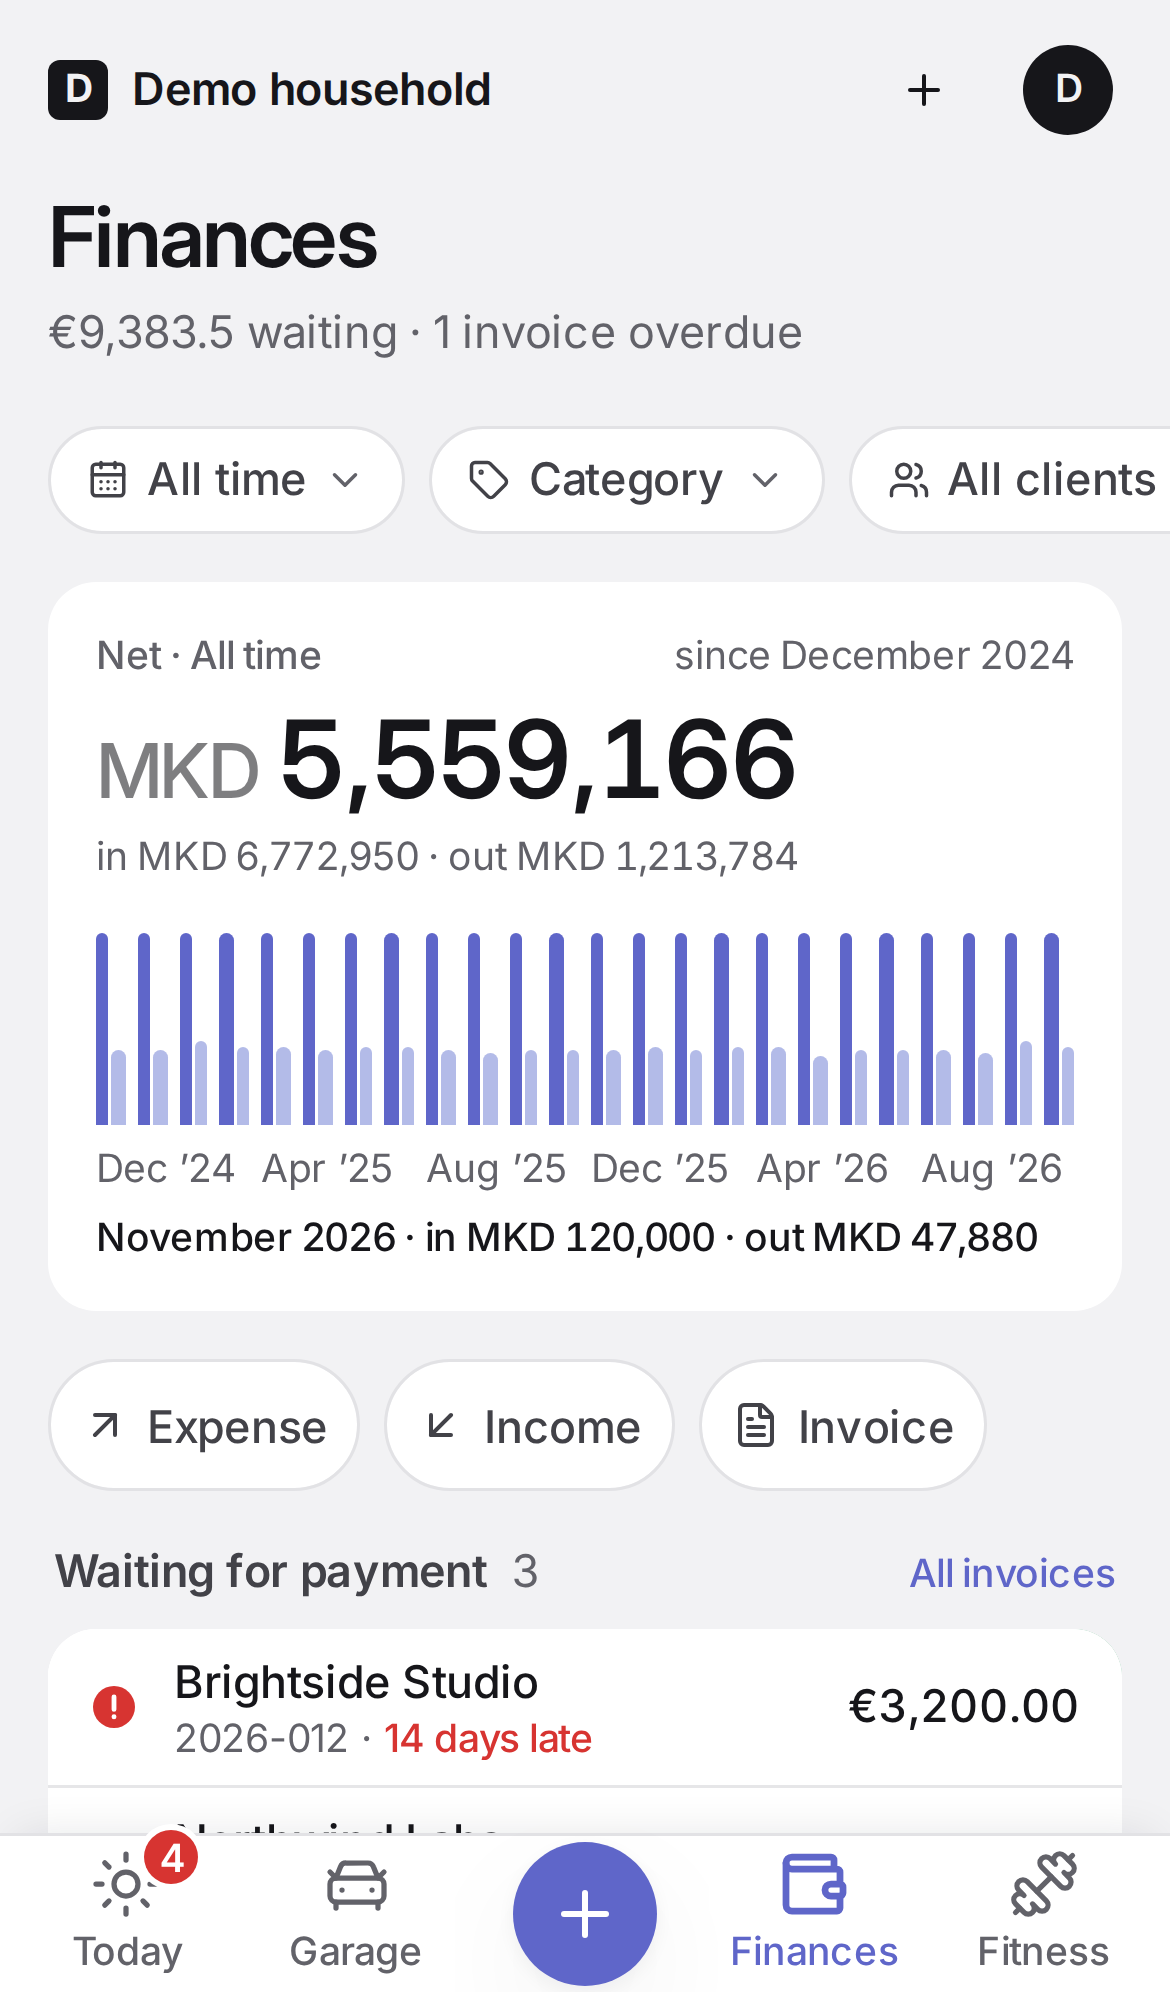 D Demo household D
Finances
€9,383.5 waiting · 1 invoice overdue
All time Category All clients
Net · All time since December 2024
MKD 5,559,166
in MKD 6,772,950 · out MKD 1,213,784
Dec ’24 Apr ’25 Aug ’25 Dec ’25 Apr ’26 Aug ’26
November 2026 · in MKD 120,000 · out MKD 47,880
Expense Income Invoice
Waiting for payment 3 All invoices
Brightside Studio €3,200.00
2026-012 · 14 days late
4
Today Garage Finances Fitness